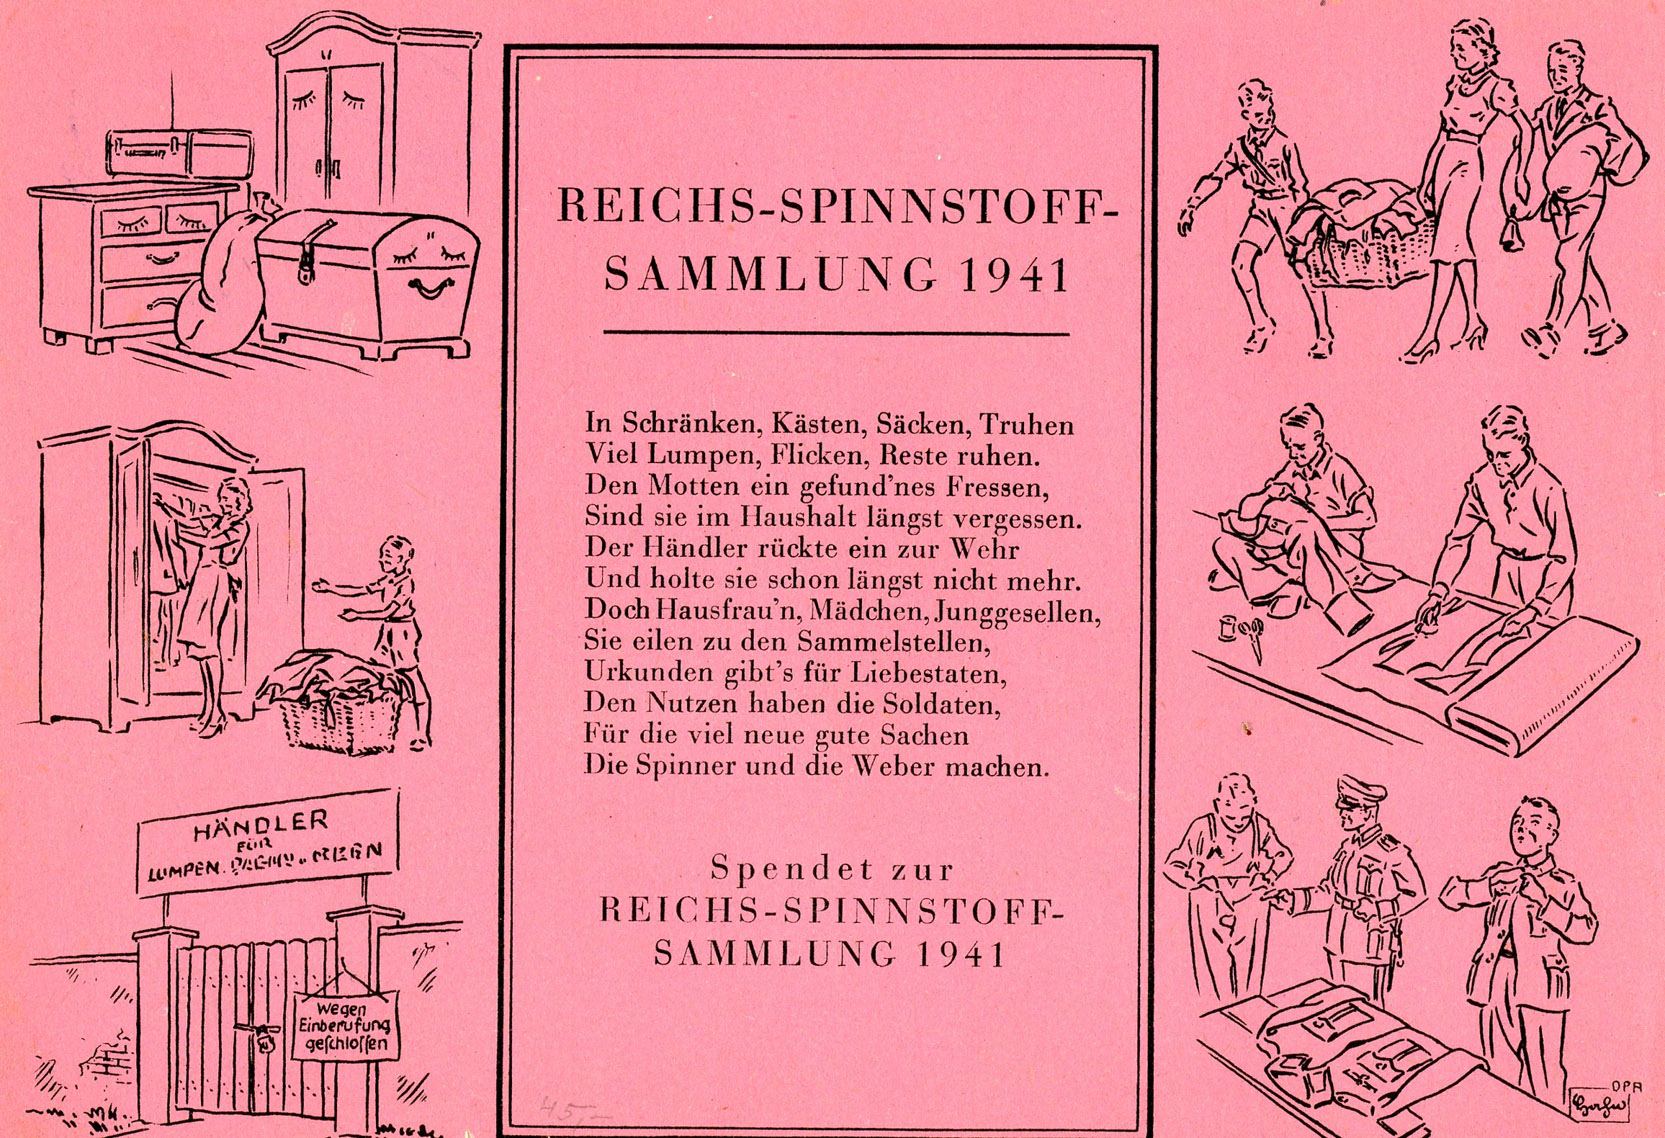 REICHS-SPINNSTOFF-
SAMMLUNG 1941
In Schränken, Kästen, Säcken, Truhen
Viel Lumpen, Flicken, Reste ruhen.
Den Motten ein gefund'nes Fressen,
Sind sie im Haushalt längst vergessen.
Der Händler rückte ein zur Wehr
Und holte sie schon längst nicht mehr.
Doch Hausfrau'n, Mädchen, Junggesellen,
Sie eilen zu den Sammelstellen,
Urkunden gibt's für Liebestaten,
Den Nutzen haben die Soldaten,
Für die viel neue gute Sachen
Die Spinner und die Weber machen.
Spendet zur
REICHS-SPINNSTOFF-
SAMMLUNG 1941
HÄNDLER
FÜR
LUMPEN.
Wegen
Einberufung
geſchloſſen
45,-
DPA